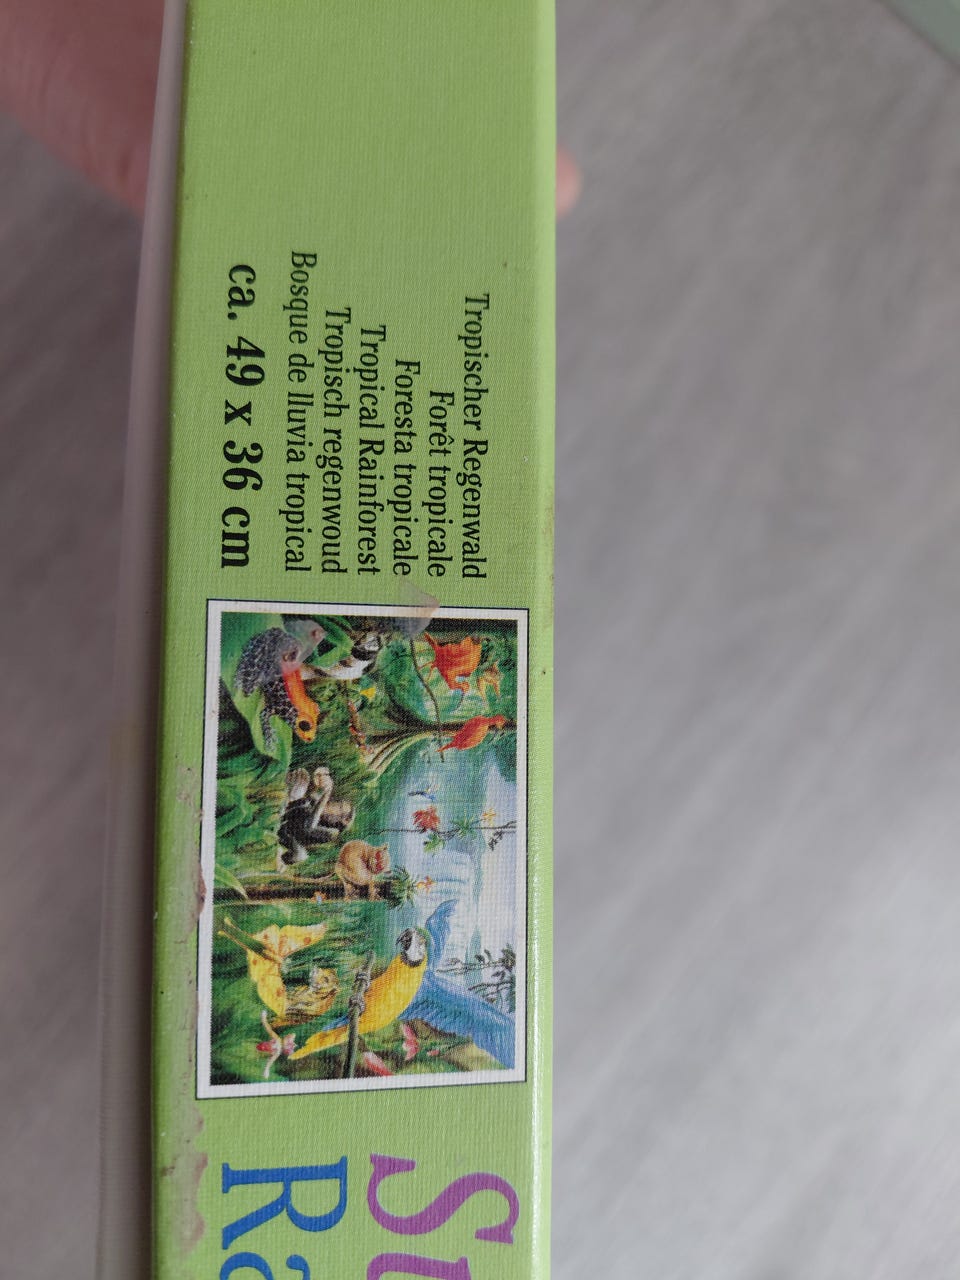 Tropischer Regenwald
Forêt tropicale
Foresta tropicale
Tropical Rainforest
Tropisch regenwoud
Bosque de lluvia tropical
ca. 49 x 36 cm